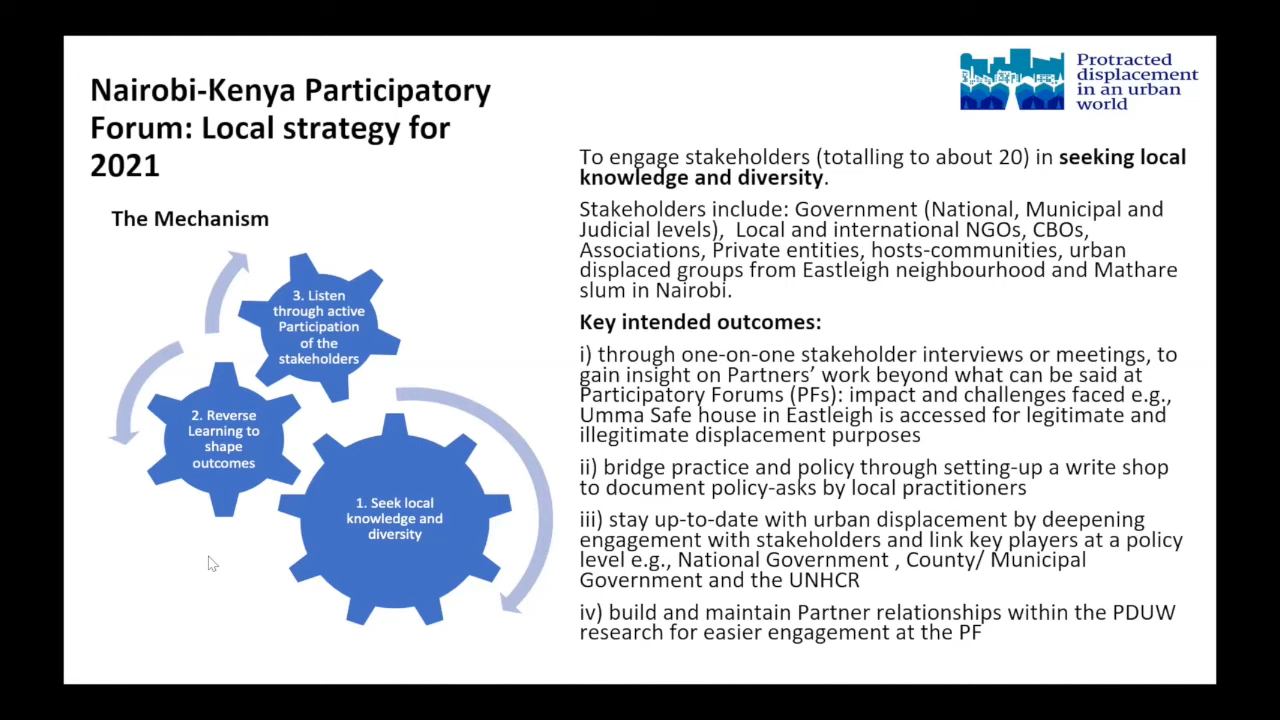 Nairobi-Kenya Participatory
Forum: Local strategy for
2021
The Mechanism
3. Listen
through active
Participation
of the
stakeholders
2. Reverse
Learning to
shape
outcomes
1. Seek local
knowledge and
diversity
Protracted
displacement
in an urban
world
To engage stakeholders (totalling to about 20) in seeking local
knowledge and diversity.
Stakeholders include: Government (National, Municipal and
Judicial levels), Local and international NGOs, CBOs,
Associations, Private entities, hosts-communities, urban
displaced groups from Eastleigh neighbourhood and Mathare
slum in Nairobi.
Key intended outcomes:
i) through one-on-one stakeholder interviews or meetings, to
gain insight on Partners’ work beyond what can be said at
Participatory Forums (PFs): impact and challenges faced e.g.,
Umma Safe house in Eastleigh is accessed for legitimate and
illegitimate displacement purposes
ii) bridge practice and policy through setting-up a write shop
to document policy-asks by local practitioners
iii) stay up-to-date with urban displacement by deepening
engagement with stakeholders and link key players at a policy
level e.g., National Government , County/ Municipal
Government and the UNHCR
iv) build and maintain Partner relationships within the PDUW
research for easier engagement at the PF